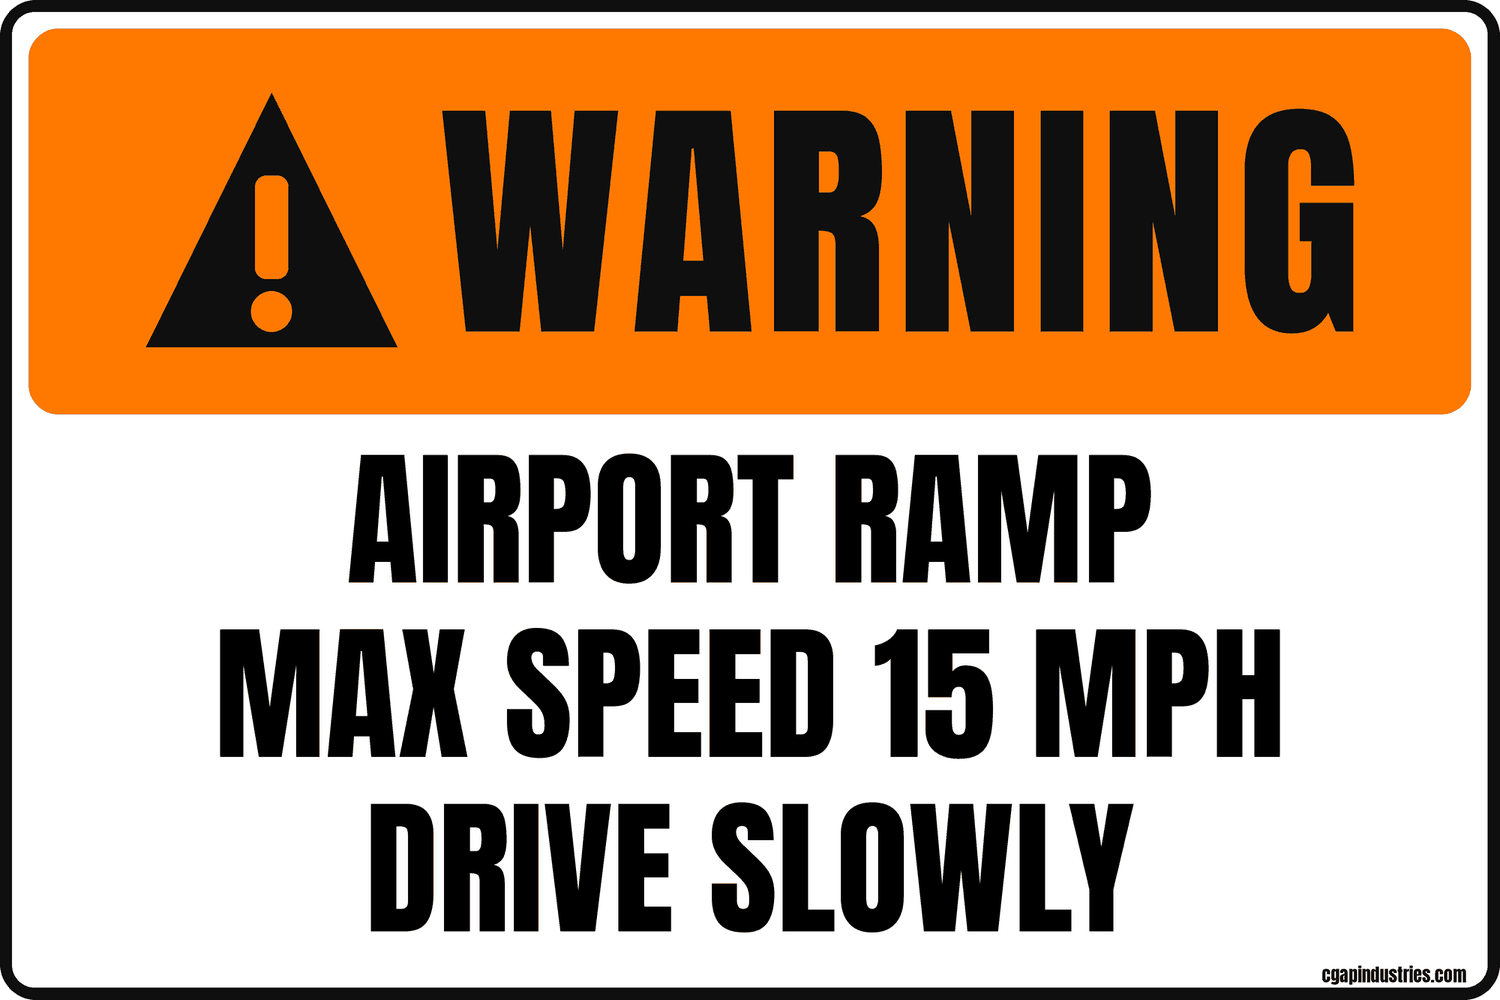 WARNING
AIRPORT RAMP
MAX SPEED 15 MPH
DRIVE SLOWLY
cgapindustries.com